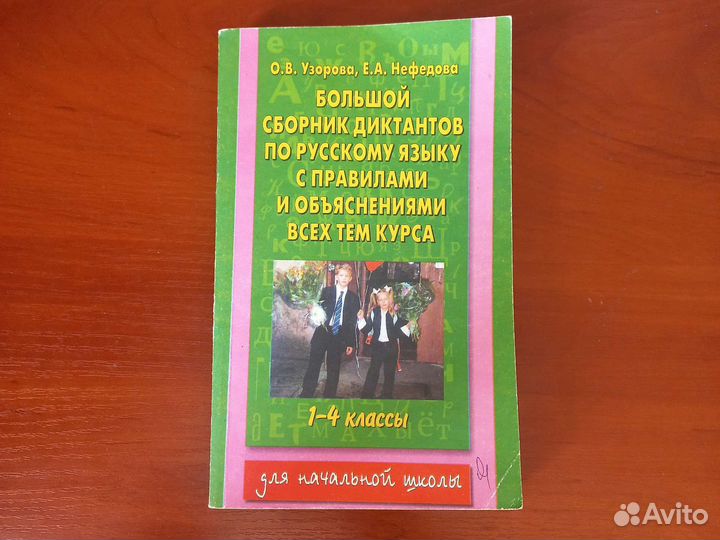 О.В. Узорова, Е.А. Нефедова
БОЛЬШОЙ
СБОРНИК ДИКТАНТОВ
ПО РУССКОМУ ЯЗЫКУ
С ПРАВИЛАМИ
И ОБЪЯСНЕНИЯМИ
ВСЕХ ТЕМ КУРСА
1–4 классы
для начальной школы
Avito